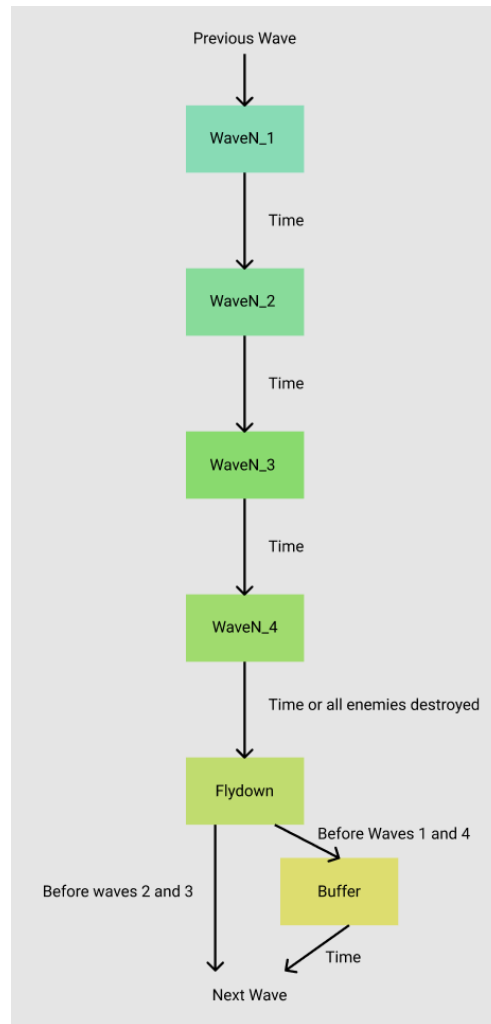 Previous Wave
WaveN_1
Time
WaveN_2
Time
WaveN_3
Time
WaveN_4
Time or all enemies destroyed
Flydown
Before Waves 1 and 4
Before waves 2 and 3
Buffer
Time
Next Wave